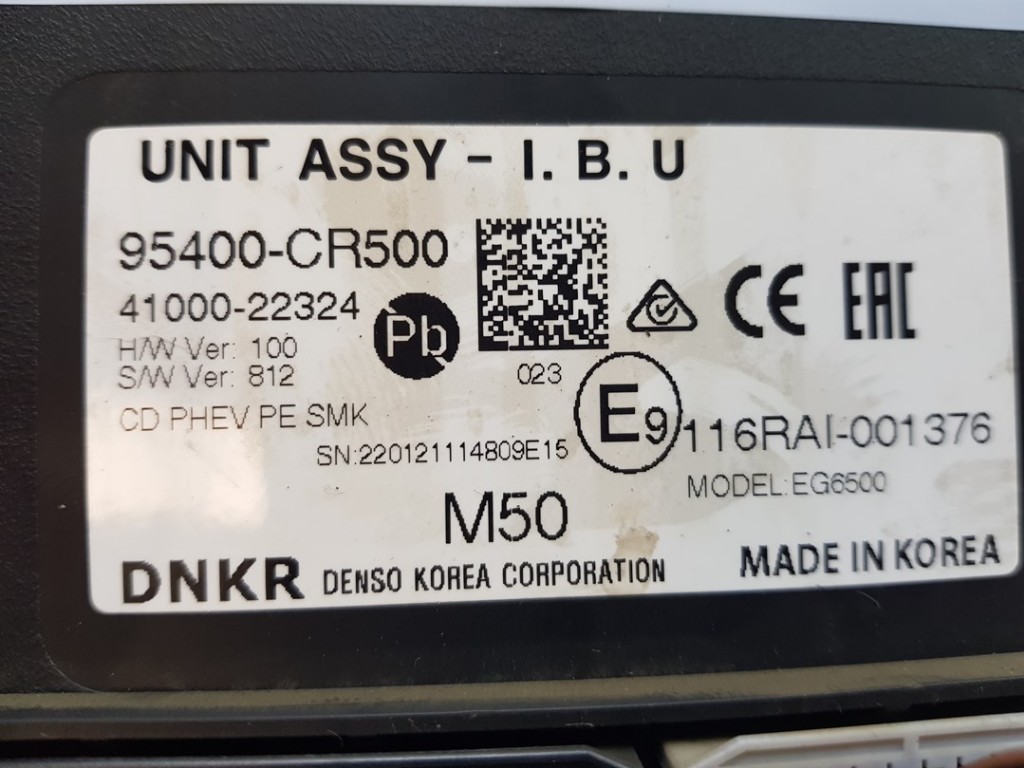 UNIT ASSY - I. B. U
95400-CR500
41000-22324
Pb
H/W Ver: 100
S/W Ver: 812
023
CE
EAC
CD PHEV PE SMK
E9
116RAI-001376
SN:220121114809E15
MODEL:EG6500
M50
DNKR DENSO KOREA CORPORATION
MADE IN KOREA